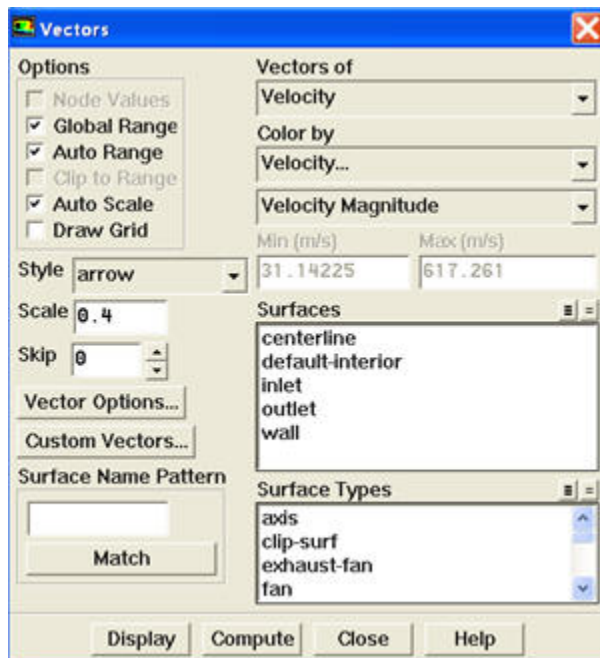 Vectors
Options
Node Values
Global Range
Auto Range
Clip to Range
Auto Scale
Draw Grid
Style arrow
Scale 0.4
Skip 0
Vector Options...
Custom Vectors...
Surface Name Pattern
Match
Vectors of
Velocity
Color by
Velocity...
Velocity Magnitude
Min (m/s) Max (m/s)
31.14225 617.261
Surfaces
centerline
default-interior
inlet
outlet
wall
Surface Types
axis
clip-surf
exhaust-fan
fan
Display Compute Close Help